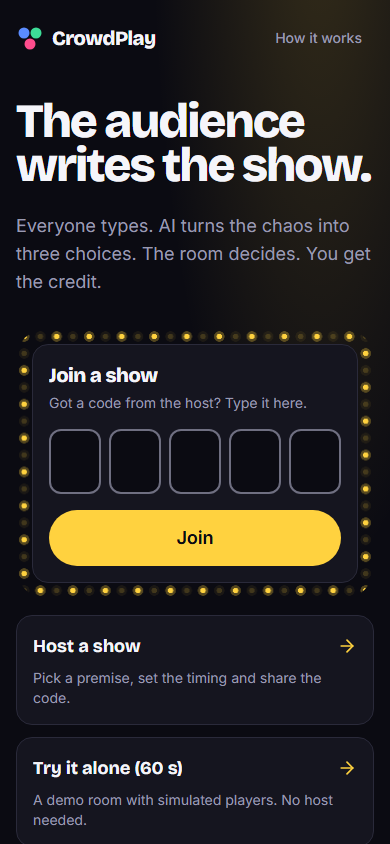 CrowdPlay
How it works
The audience
writes the show.
Everyone types. AI turns the chaos into
three choices. The room decides. You get
the credit.
Join a show
Got a code from the host? Type it here.
Join
Host a show
Pick a premise, set the timing and share the
code.
Try it alone (60 s)
A demo room with simulated players. No host
needed.